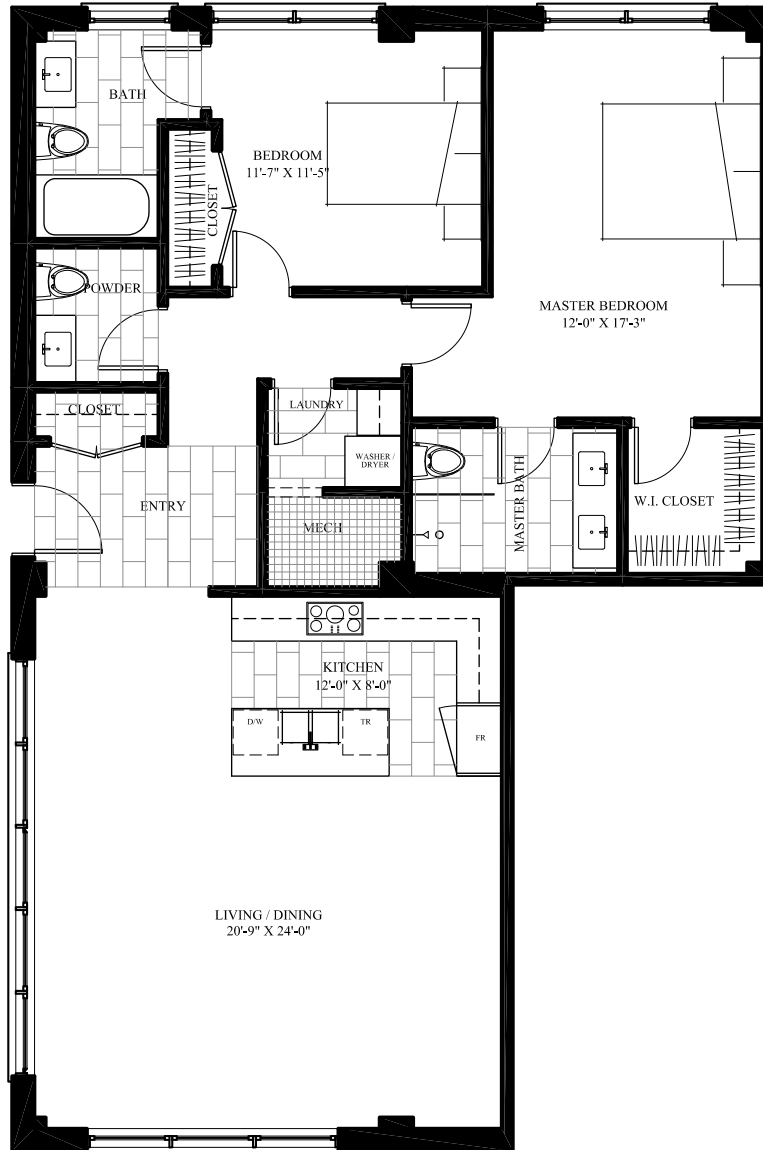 BATH
BEDROOM
11'-7" X 11'-5"
CLOSET
POWDER
MASTER BEDROOM
12'-0" X 17'-3"
CLOSET
LAUNDRY
WASHER /
DRYER
ENTRY
MECH
MASTER BATH
W.I. CLOSET
KITCHEN
12'-0" X 8'-0"
D/W
TR
FR
LIVING / DINING
20'-9" X 24'-0"